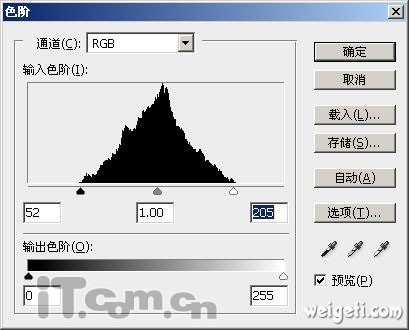 色阶
通道(C): RGB
确定
输入色阶(I):
取消
载入(L)...
存储(S)...
自动(A)
52 1.00 205
选项(T)...
输出色阶(O):
预览(P)
0 255
iT.com.cn
weigeti.com